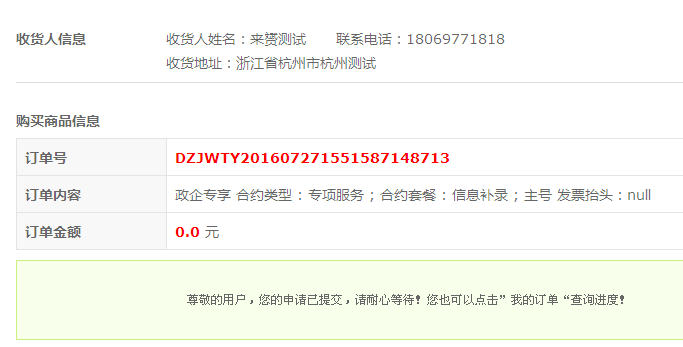 收货人信息 收货人姓名：来赟测试 联系电话：18069771818
收货地址：浙江省杭州市杭州测试
购买商品信息
订单号 DZJWTY201607271551587148713
订单内容 政企专享 合约类型：专项服务；合约套餐：信息补录；主号 发票抬头：null
订单金额 0.0 元
尊敬的用户，您的申请已提交，请耐心等待！您也可以点击”我的订单“查询进度！